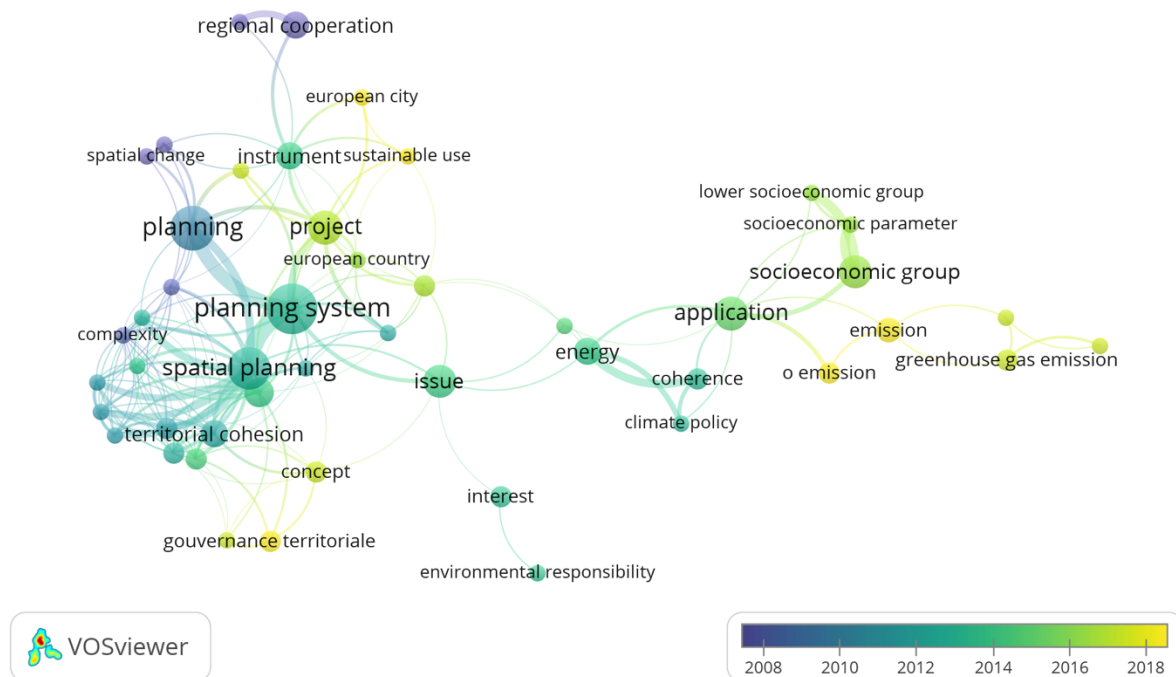 regional cooperation
european city
spatial change
instrument
sustainable use
lower socioeconomic group
planning
project
socioeconomic parameter
european country
socioeconomic group
planning system
application
complexity
emission
energy
greenhouse gas emission
spatial planning
issue
coherence
o emission
climate policy
territorial cohesion
concept
interest
gouvernance territoriale
environmental responsibility
VOSviewer
2008 2010 2012 2014 2016 2018